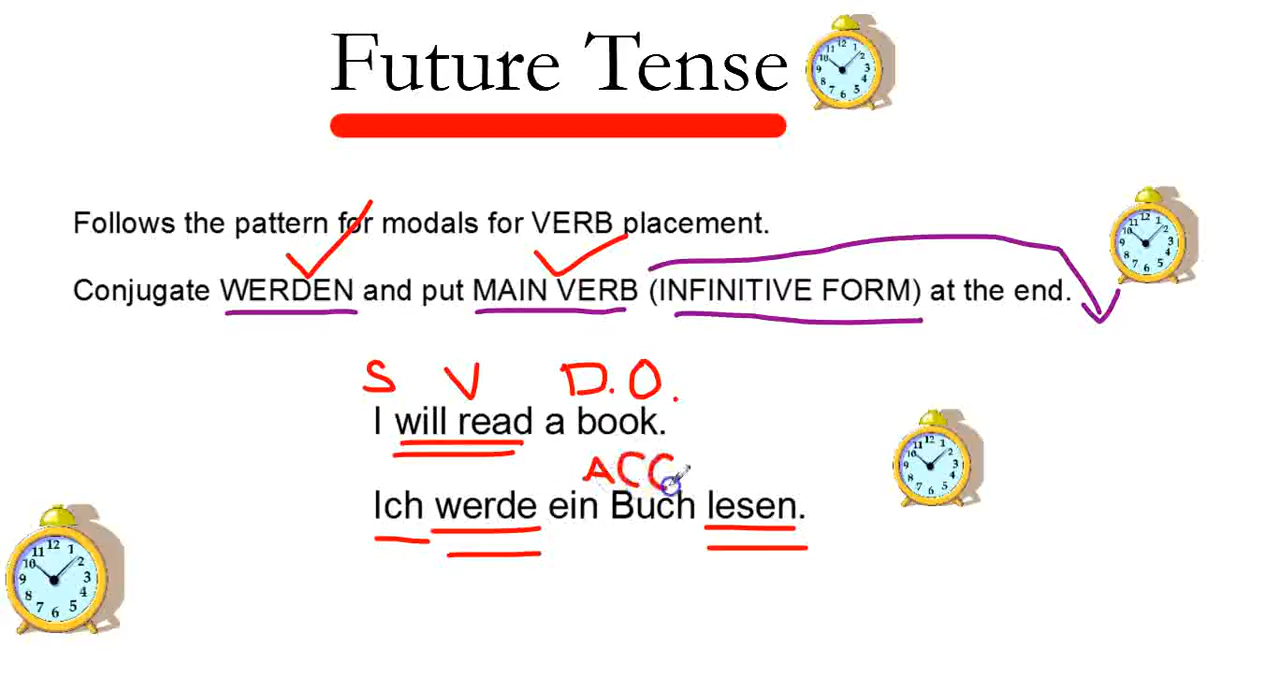 Future Tense
Follows the pattern for modals for VERB placement.
Conjugate WERDEN and put MAIN VERB (INFINITIVE FORM) at the end.
S V D.O.
I will read a book.
ACC
Ich werde ein Buch lesen.